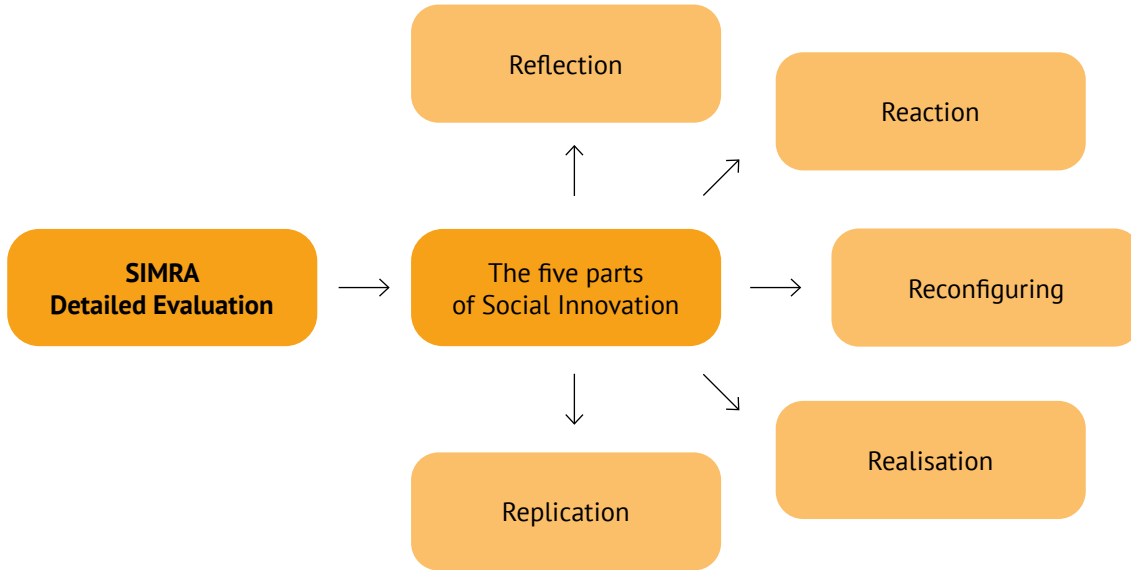 Reflection
Reaction
SIMRA
Detailed Evaluation
The five parts
of Social Innovation
Reconfiguring
Realisation
Replication